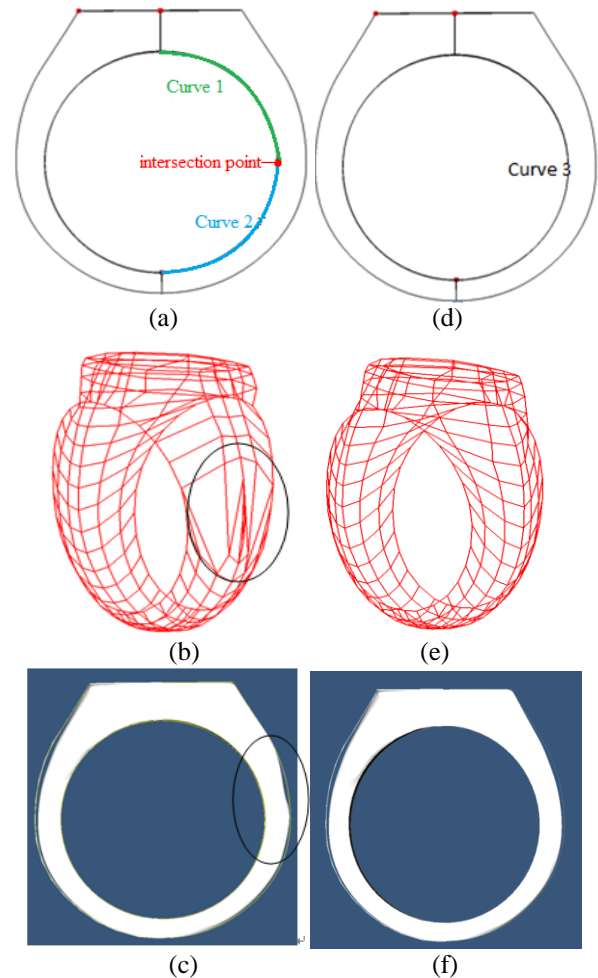 Curve 1
intersection point
Curve 2
Curve 3
(a)
(d)
(b)
(e)
(c)
(f)